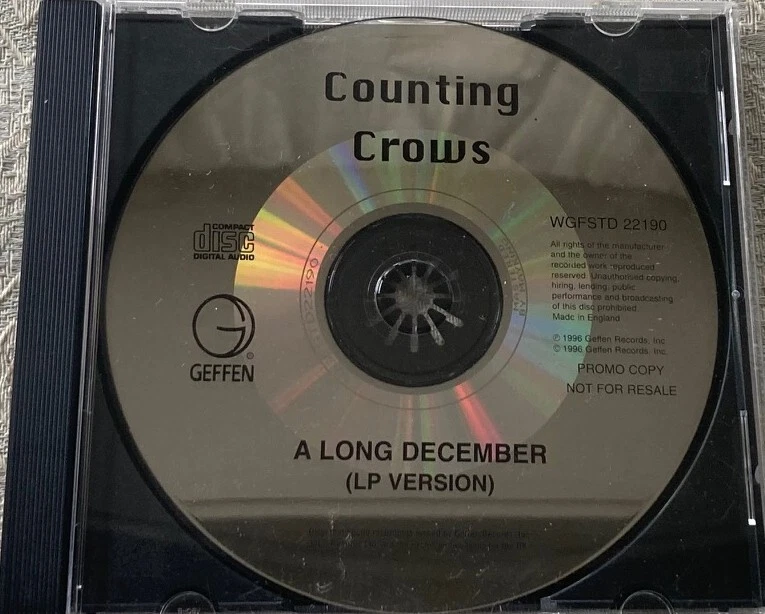 Counting
Crows
COMPACT
disc
DIGITAL AUDIO
GEFFEN
®
WGFSTD 22190
All rights of the manufacturer
and the owner of the
recorded work reproduced
reserved. Unauthorised copying,
hiring, lending, public
performance and broadcasting
of this disc prohibited.
Made in England
℗ 1996 Geffen Records, Inc.
© 1996 Geffen Records, Inc.
PROMO COPY
NOT FOR RESALE
A LONG DECEMBER
(LP VERSION)